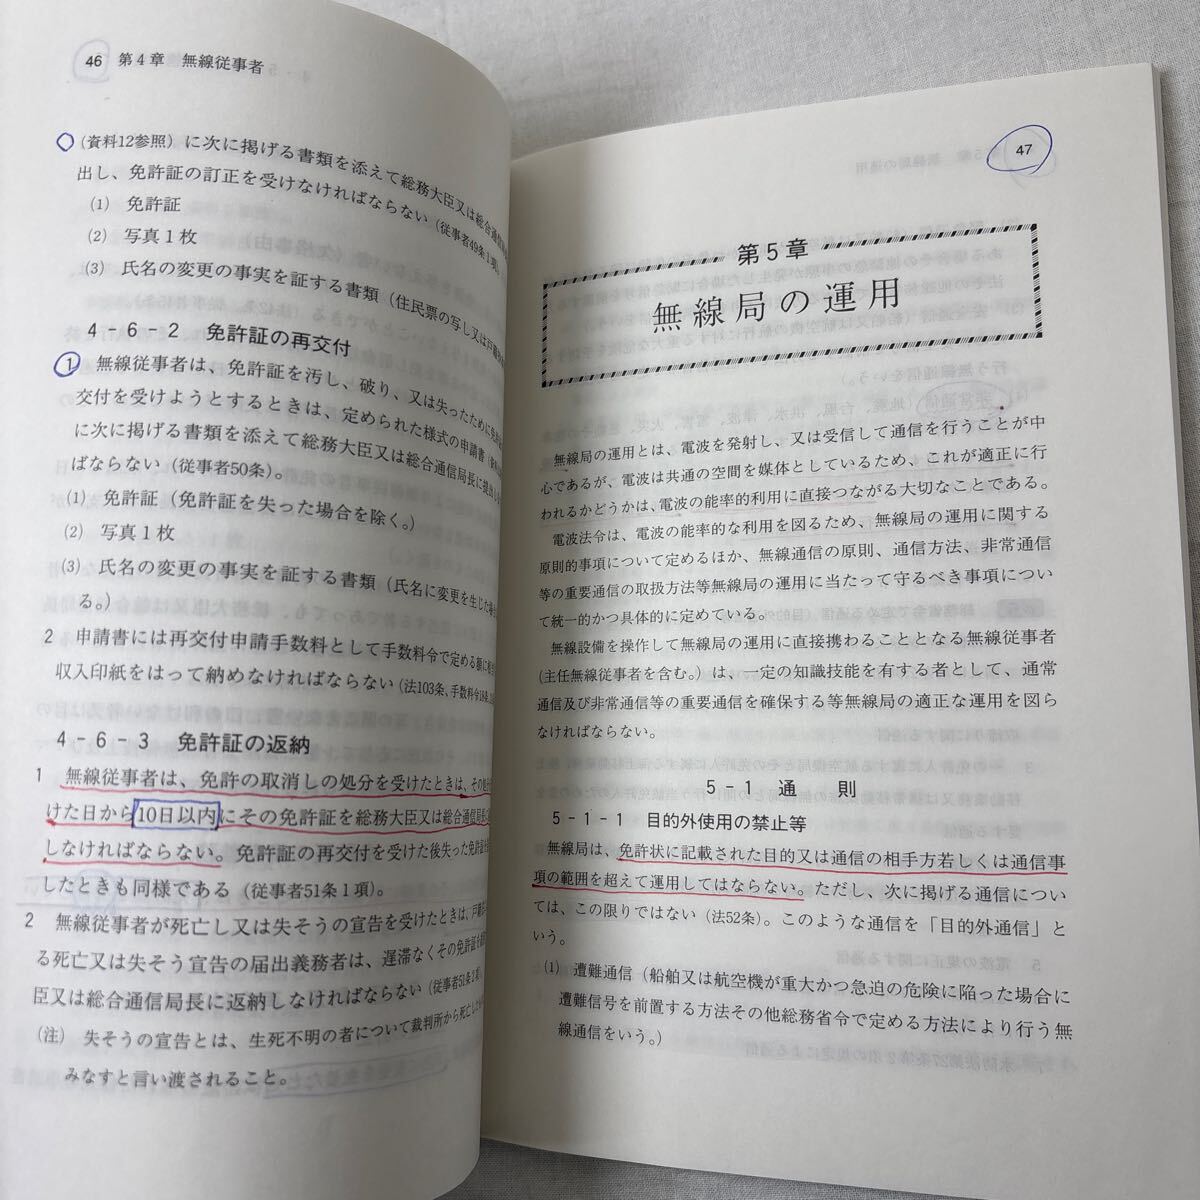 46 第4章 無線従事者
(資料12参照)に次に掲げる書類を添えて総務大臣又は総合通信
出し、免許証の訂正を受けなければならない(従事者49条1項)
(1) 免許証
(2) 写真1枚
(3) 氏名の変更の事実を証する書類(住民票の写し又は戸籍
4-6-2 免許証の再交付
1 無線従事者は、免許証を汚し、破り、又は失ったために免許
交付を受けようとするときは、定められた様式の申請書
に次に掲げる書類を添えて総務大臣又は総合通信局長に提出
ばならない(従事者50条)。
(1) 免許証(免許証を失った場合を除く。)
(2) 写真1枚
(3) 氏名の変更の事実を証する書類(氏名に変更を生じた
る。)
2 申請書には再交付申請手数料として手数料令で定める額に
収入印紙をはって納めなければならない(法103条、手数料令18条
4-6-3 免許証の返納
1 無線従事者は、免許の取消しの処分を受けたときは、その処分
けた日から10日以内にその免許証を総務大臣又は総合通信局長に
しなければならない。免許証の再交付を受けた後失った免許証
したときも同様である(従事者51条1項)。
2 無線従事者が死亡し又は失そうの宣告を受けたときは、戸籍
る死亡又は失そう宣告の届出義務者は、遅滞なくその免許証を
臣又は総合通信局長に返納しなければならない(従事者51条2項)。
(注) 失そうの宣告とは、生死不明の者について裁判所から死亡した
みなすと言い渡されること。
47
第5章
無線局の運用
無線局の運用とは、電波を発射し、又は受信して通信を行うことが中
心であるが、電波は共通の空間を媒体としているため、これが適正に行
われるかどうかは、電波の能率的利用に直接つながる大切なことである。
電波法令は、電波の能率的な利用を図るため、無線局の運用に関する
原則的事項について定めるほか、無線通信の原則、通信方法、非常通信
等の重要通信の取扱方法等無線局の運用に当たって守るべき事項につい
て統一的かつ具体的に定めている。
無線設備を操作して無線局の運用に直接携わることとなる無線従事者
(主任無線従事者を含む。)は、一定の知識技能を有する者として、通常
通信及び非常通信等の重要通信を確保する等無線局の適正な運用を図ら
なければならない。
5-1 通 則
5-1-1 目的外使用の禁止等
無線局は、免許状に記載された目的又は通信の相手方若しくは通信事
項の範囲を超えて運用してはならない。ただし、次に掲げる通信につい
ては、この限りではない(法52条)。このような通信を「目的外通信」と
いう。
(1) 遭難通信(船舶又は航空機が重大かつ急迫の危険に陥った場合に
遭難信号を前置する方法その他総務省令で定める方法により行う無
線通信をいう。)